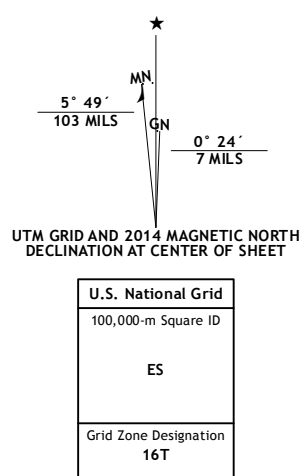 MN
5° 49´
103 MILS
GN
0° 24´
7 MILS
UTM GRID AND 2014 MAGNETIC NORTH
DECLINATION AT CENTER OF SHEET
U.S. National Grid
100,000-m Square ID
ES
Grid Zone Designation
16T